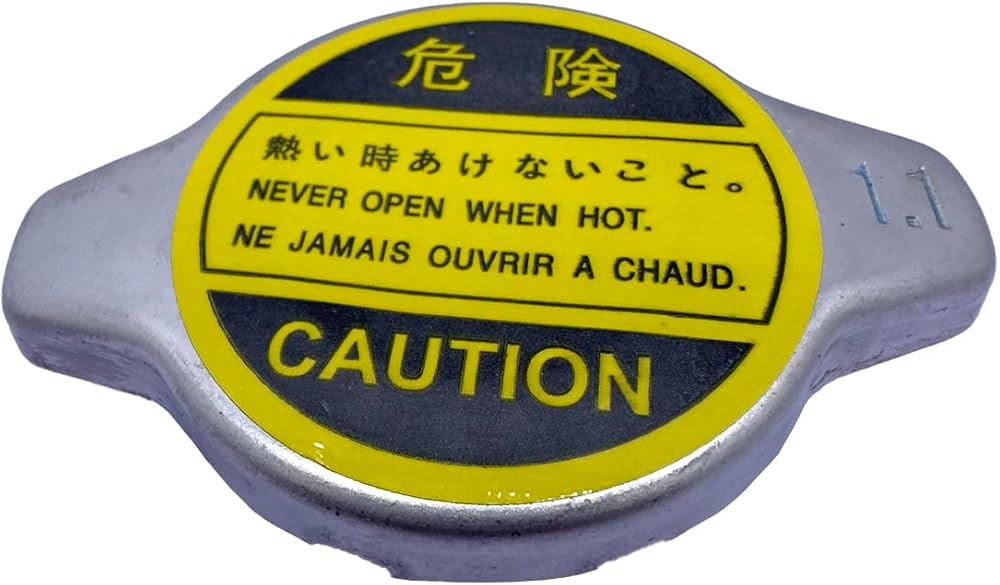 危険
熱い時あけないこと。
NEVER OPEN WHEN HOT.
NE JAMAIS OUVRIR A CHAUD.
CAUTION
1.1